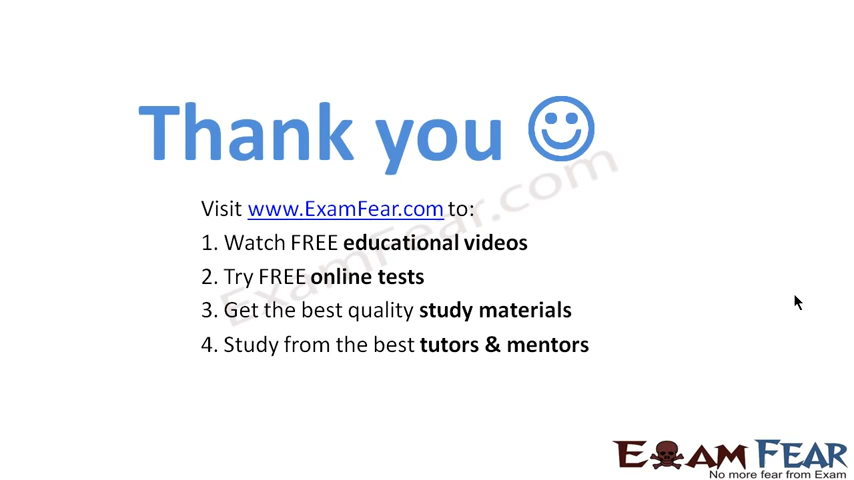 Thank you
Visit www.ExamFear.com to:
1. Watch FREE educational videos
2. Try FREE online tests
3. Get the best quality study materials
4. Study from the best tutors & mentors
ExamFear.com
EXAM FEAR
No more fear from Exam